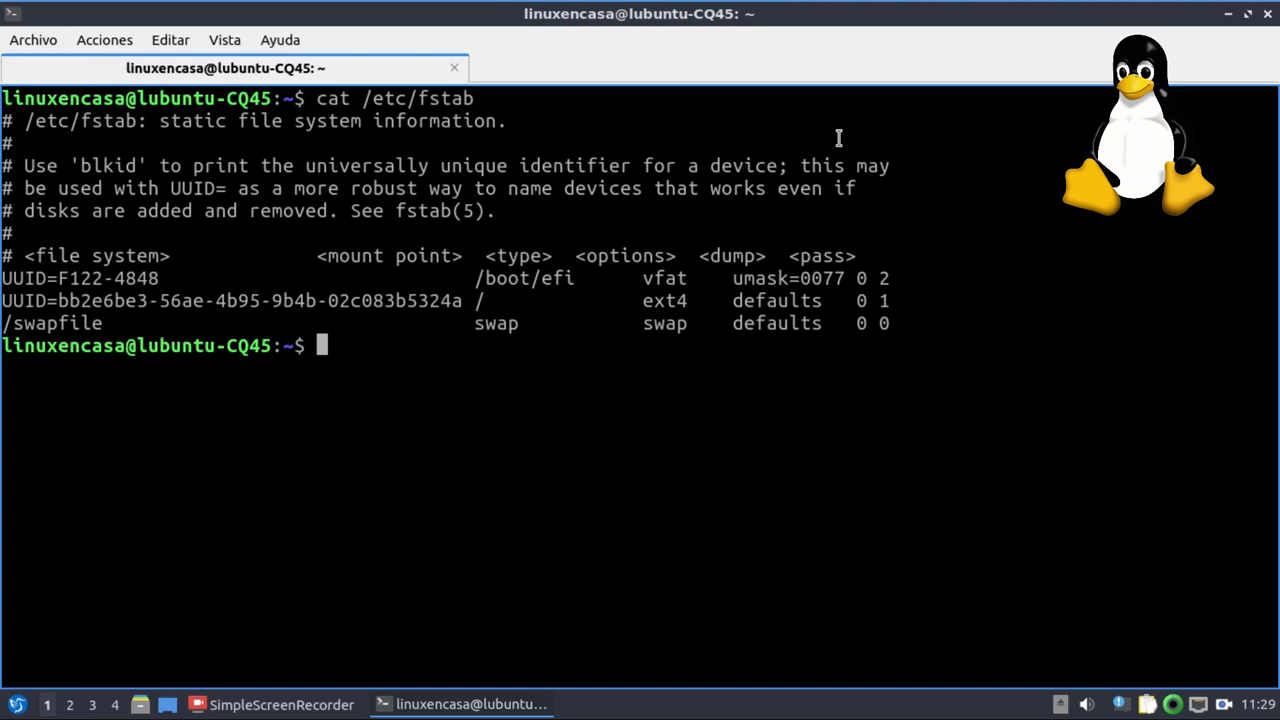 linuxencasa@lubuntu-CQ45: ~
Archivo Acciones Editar Vista Ayuda
linuxencasa@lubuntu-CQ45: ~
linuxencasa@lubuntu-CQ45:~$ cat /etc/fstab
# /etc/fstab: static file system information.
#
# Use 'blkid' to print the universally unique identifier for a device; this may
# be used with UUID= as a more robust way to name devices that works even if
# disks are added and removed. See fstab(5).
#
# <file system> <mount point> <type> <options> <dump> <pass>
UUID=F122-4848 /boot/efi vfat umask=0077 0 2
UUID=bb2e6be3-56ae-4b95-9b4b-02c083b5324a / ext4 defaults 0 1
/swapfile swap swap defaults 0 0
linuxencasa@lubuntu-CQ45:~$
1 2 3 4 SimpleScreenRecorder linuxencasa@lubuntu... 11:29